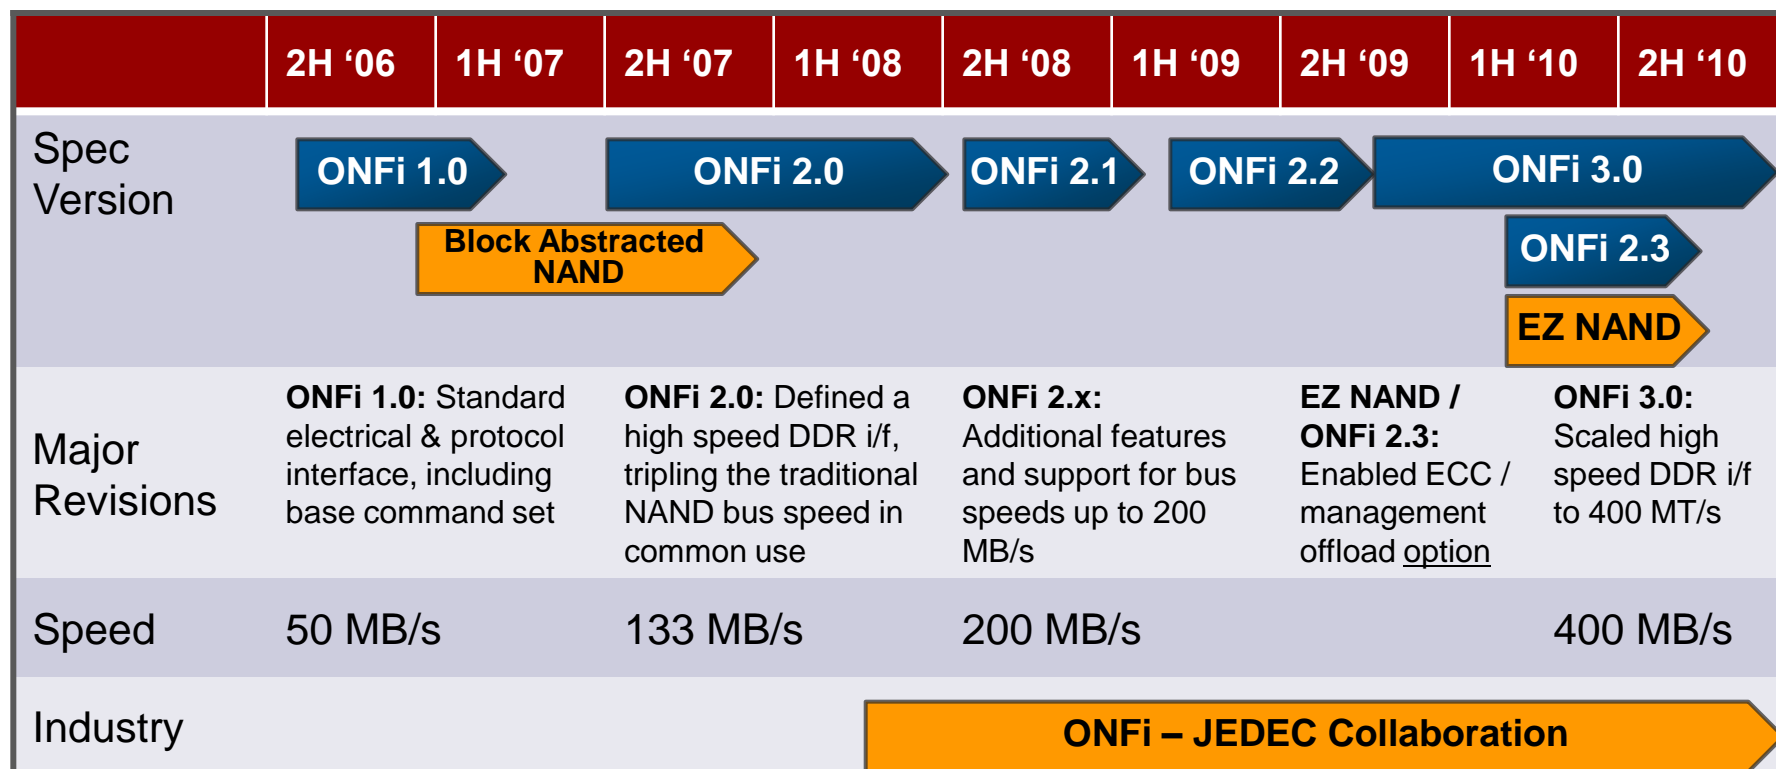 2H ‘06 1H ‘07 2H ‘07 1H ‘08 2H ‘08 1H ‘09 2H ‘09 1H ‘10 2H ‘10
Spec
Version
ONFi 1.0 ONFi 2.0 ONFi 2.1 ONFi 2.2 ONFi 3.0
Block Abstracted
NAND
ONFi 2.3
EZ NAND
Major
Revisions
ONFi 1.0: Standard
electrical & protocol
interface, including
base command set
ONFi 2.0: Defined a
high speed DDR i/f,
tripling the traditional
NAND bus speed in
common use
ONFi 2.x:
Additional features
and support for bus
speeds up to 200
MB/s
EZ NAND /
ONFi 2.3:
Enabled ECC /
management
offload option
ONFi 3.0:
Scaled high
speed DDR i/f
to 400 MT/s
Speed 50 MB/s 133 MB/s 200 MB/s 400 MB/s
Industry ONFi – JEDEC Collaboration